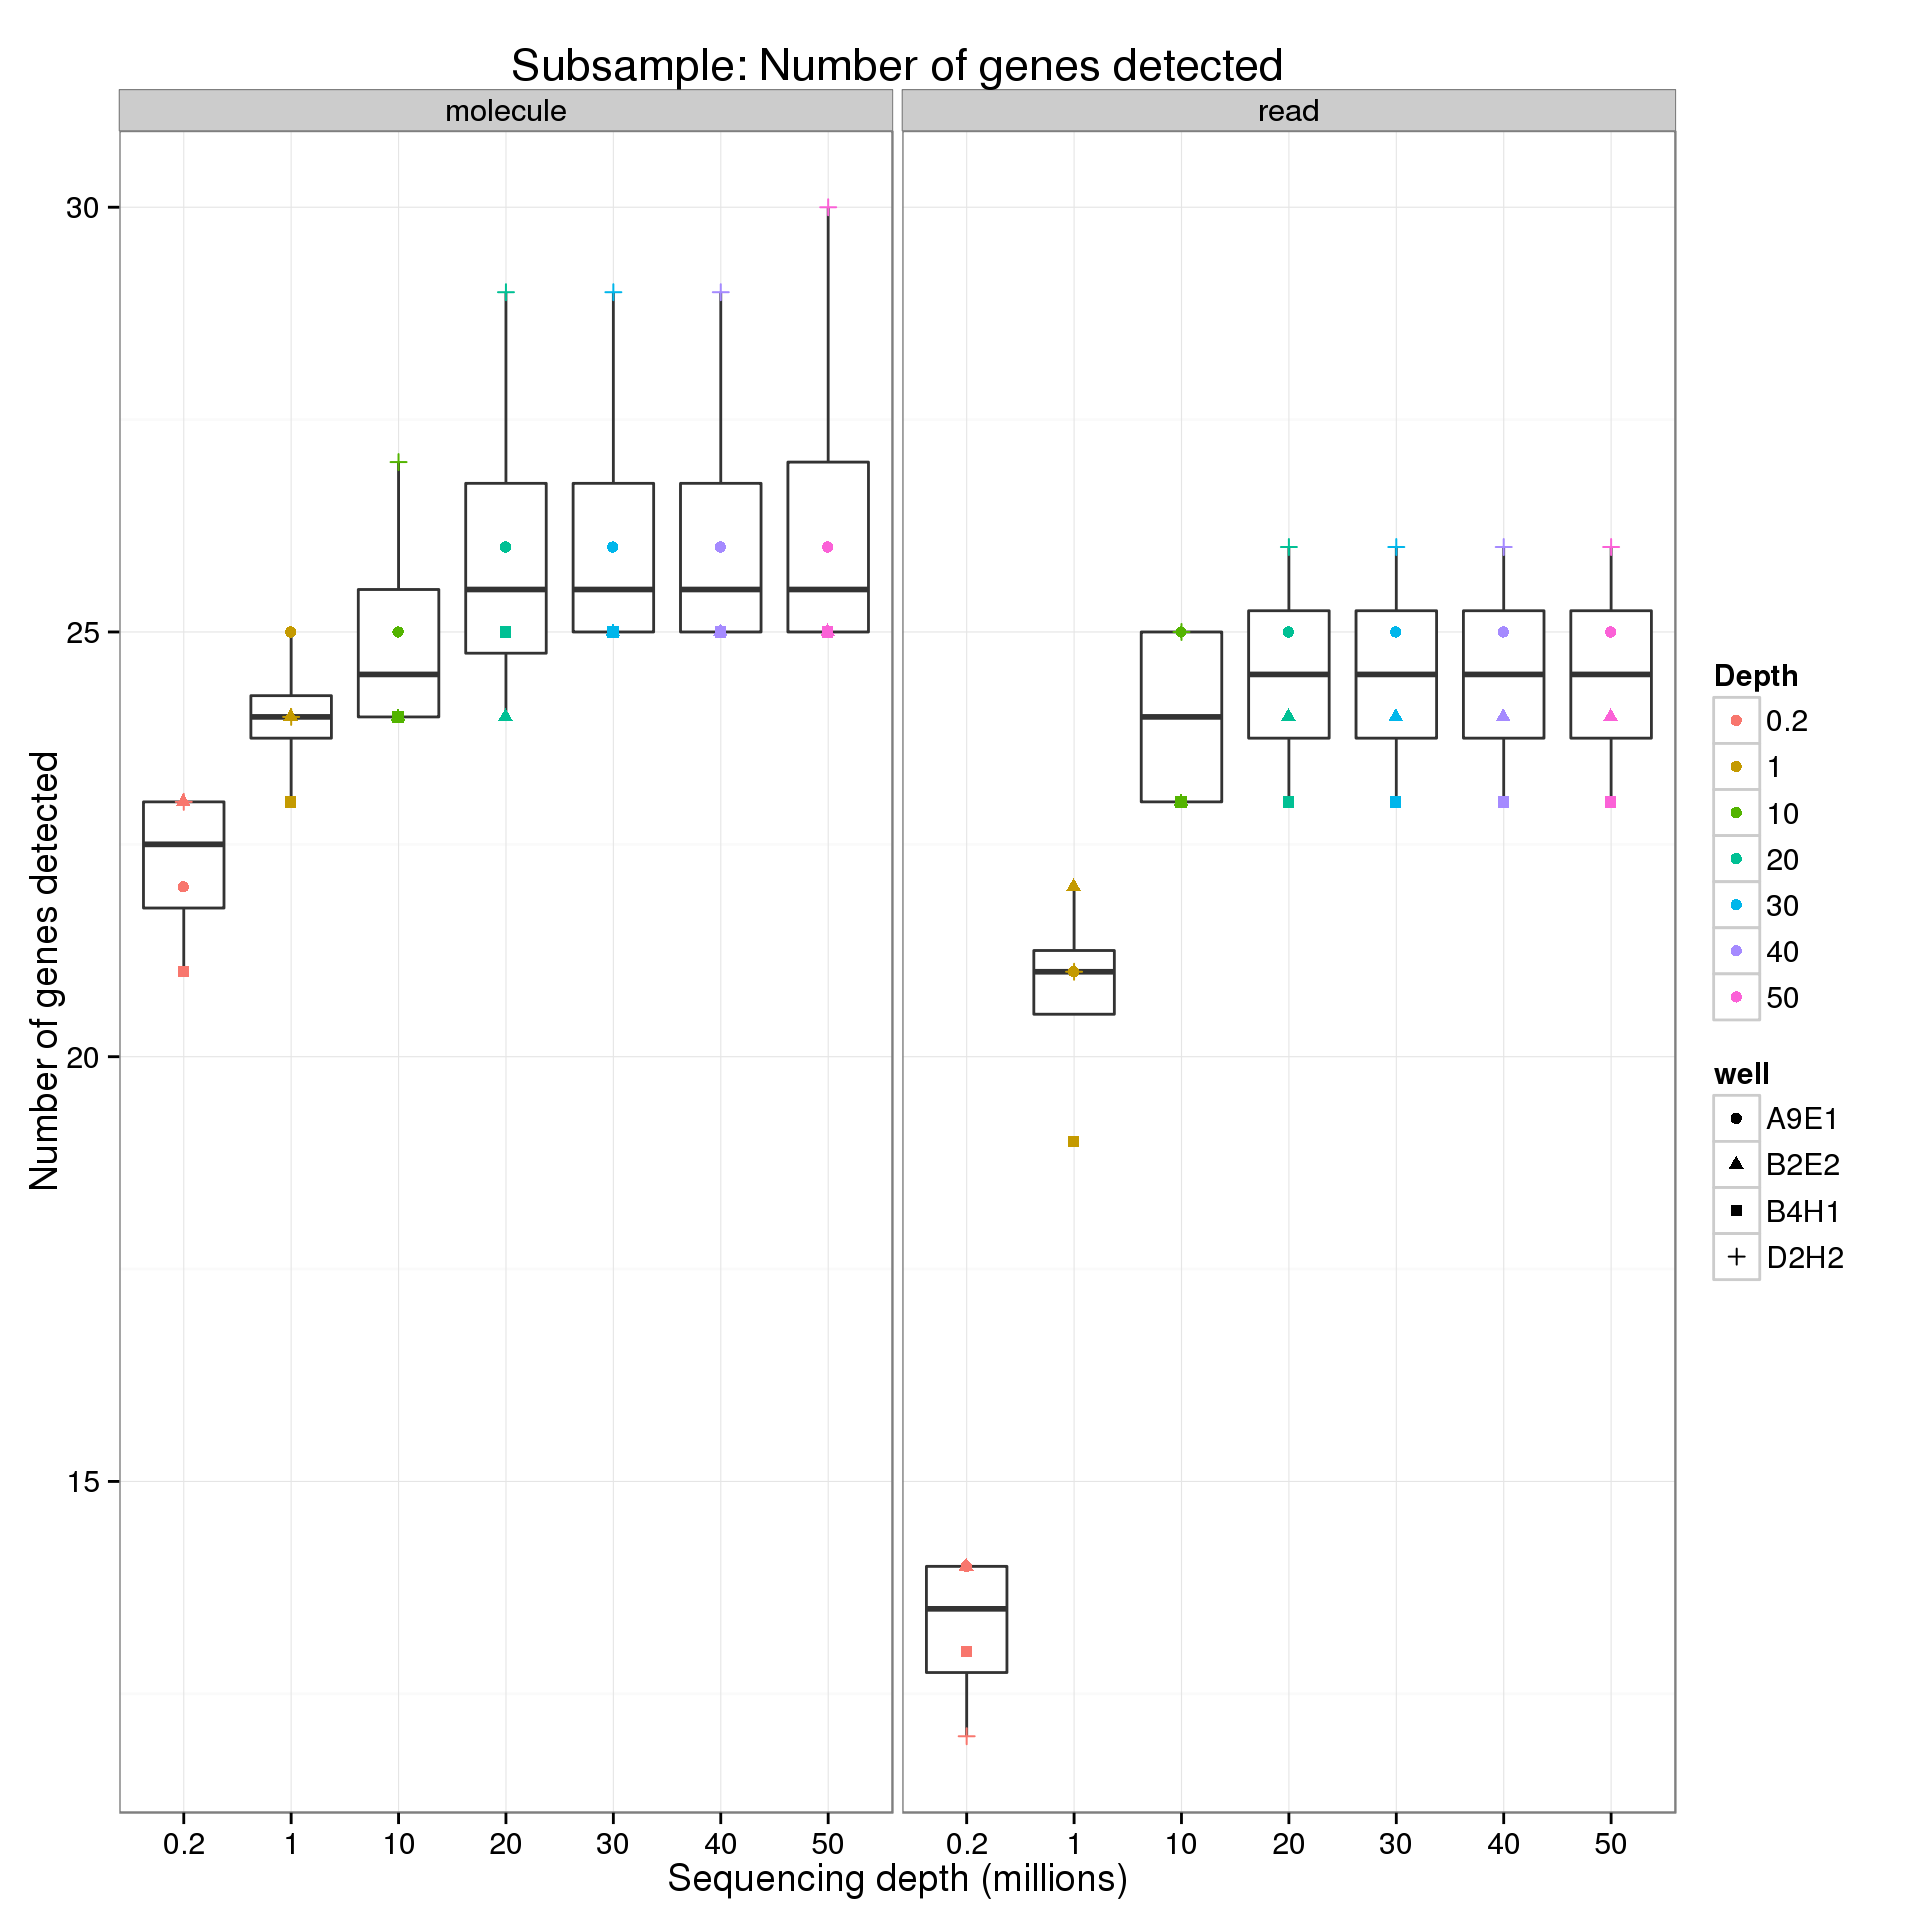 Subsample: Number of genes detected
molecule
read
Number of genes detected
30
25
20
15
0.2 1 10 20 30 40 50
0.2 1 10 20 30 40 50
Sequencing depth (millions)
Depth
0.2
1
10
20
30
40
50
well
A9E1
B2E2
B4H1
D2H2